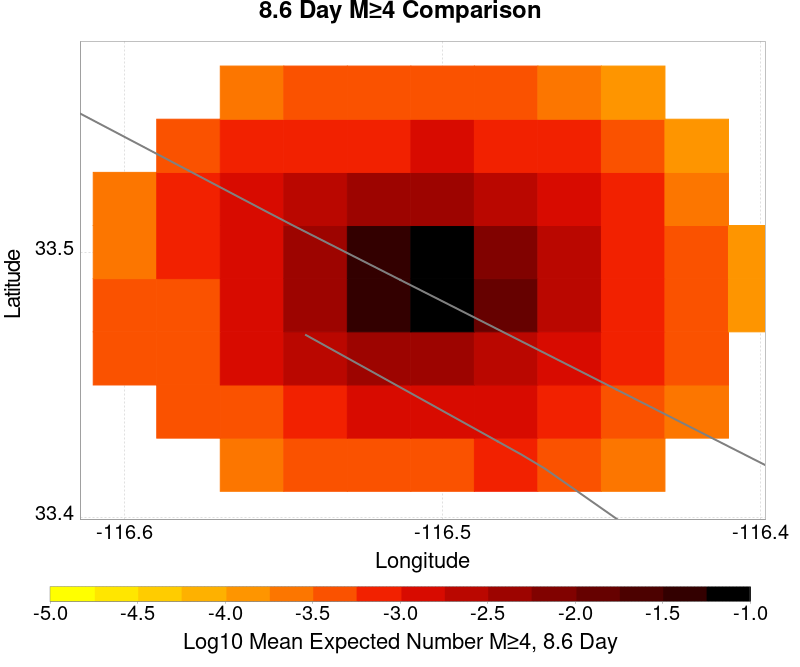 8.6 Day M≥4 Comparison
Latitude
33.5
33.4
-116.6 -116.5 -116.4
Longitude
-5.0 -4.5 -4.0 -3.5 -3.0 -2.5 -2.0 -1.5 -1.0
Log10 Mean Expected Number M≥4, 8.6 Day